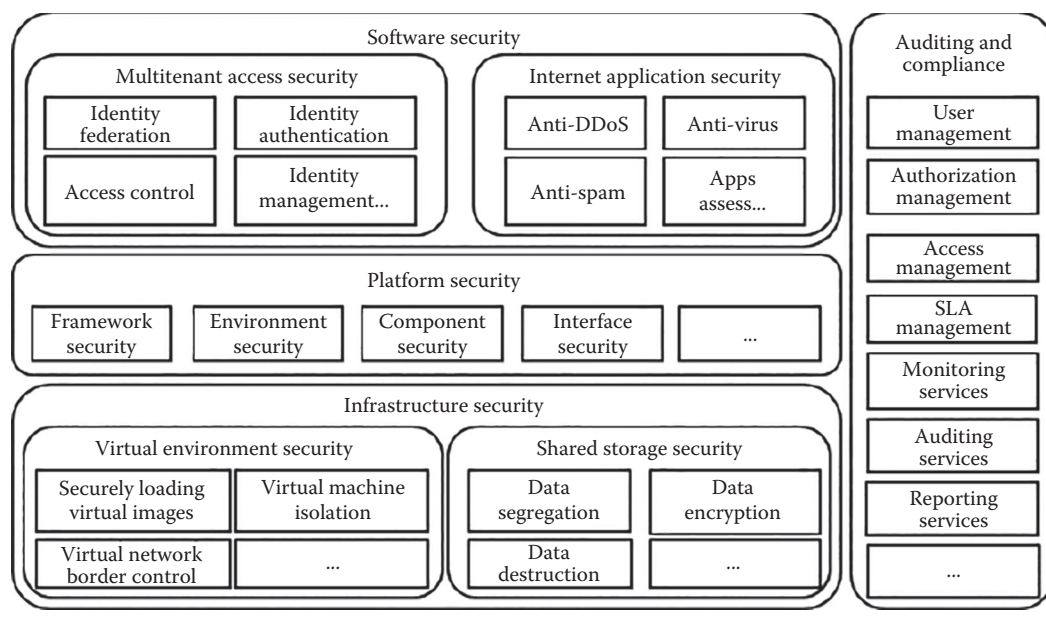 Software security
Multitenant access security
Identity
federation
Identity
authentication
Access control
Identity
management...
Internet application security
Anti-DDoS
Anti-virus
Anti-spam
Apps
assess...
Platform security
Framework
security
Environment
security
Component
security
Interface
security
...
Infrastructure security
Virtual environment security
Securely loading
virtual images
Virtual machine
isolation
Virtual network
border control
...
Shared storage security
Data
segregation
Data
encryption
Data
destruction
...
Auditing and
compliance
User
management
Authorization
management
Access
management
SLA
management
Monitoring
services
Auditing
services
Reporting
services
...